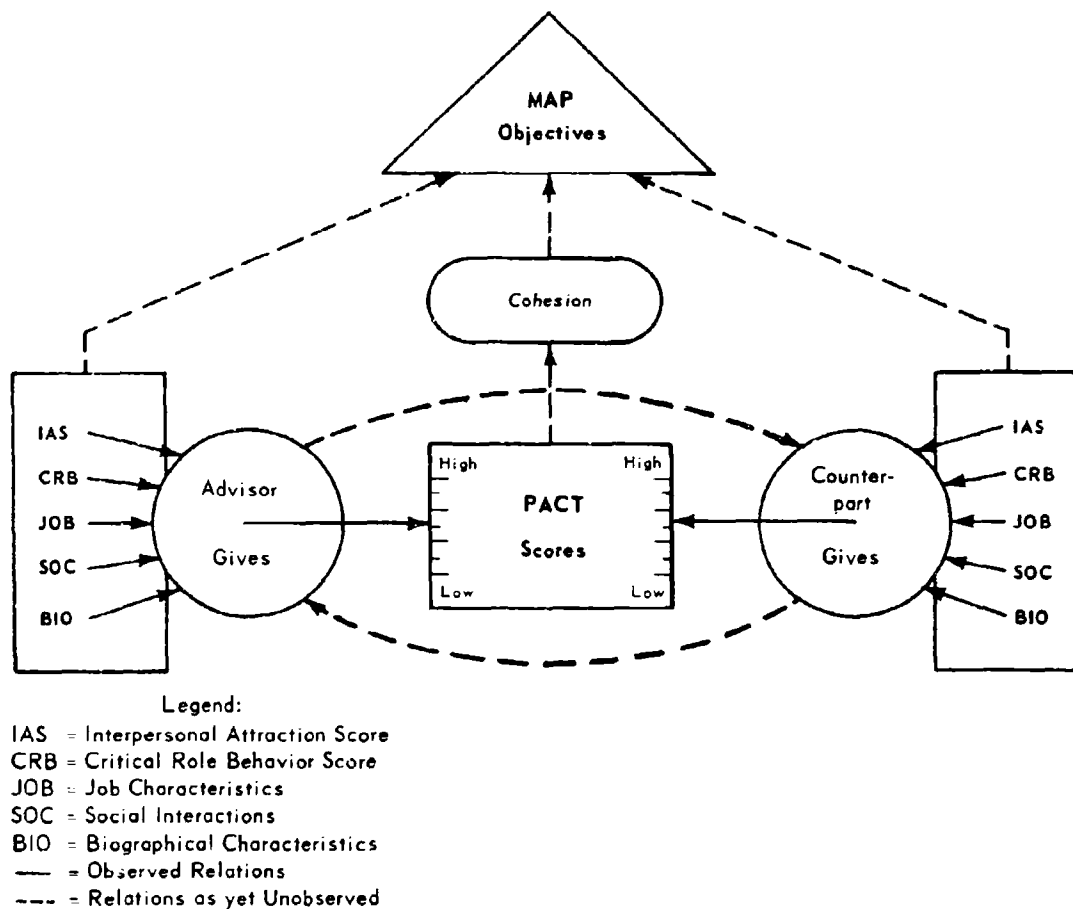 MAP
Objectives
Cohesion
IAS
CRB
JOB
SOC
BIO
Advisor
Gives
High
High
PACT
Scores
Low
Low
Counter-
part
Gives
IAS
CRB
JOB
SOC
BIO
Legend:
IAS = Interpersonal Attraction Score
CRB = Critical Role Behavior Score
JOB = Job Characteristics
SOC = Social Interactions
BIO = Biographical Characteristics
— = Observed Relations
--- = Relations as yet Unobserved